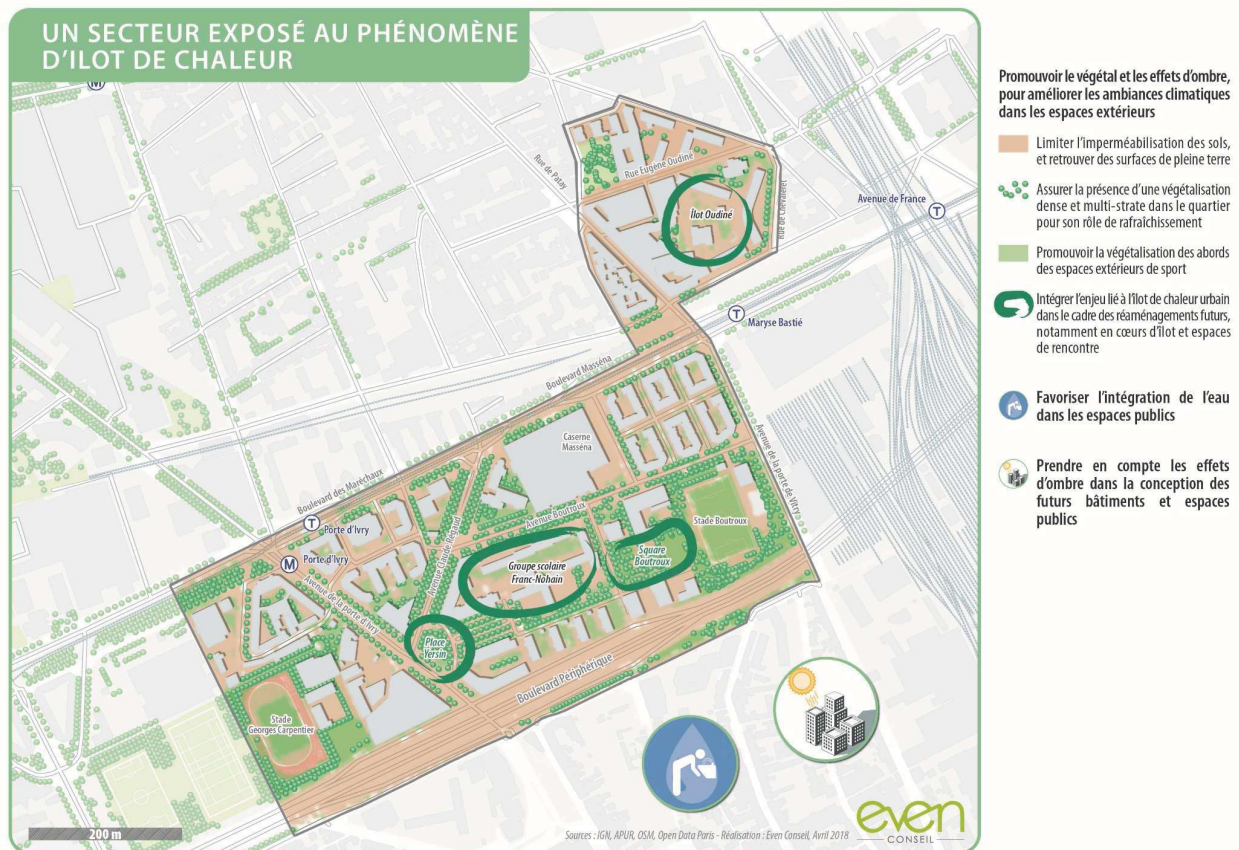 UN SECTEUR EXPOSÉ AU PHÉNOMÈNE
D'ILOT DE CHALEUR
M
Rue de Patay
Rue Eugène Oudiné
Îlot Oudiné
Rue de Chevaleret
Avenue de France
T
T
Maryse Bastié
Boulevard Masséna
Caserne
Masséna
Boulevard des Maréchaux
T
Porte d'Ivry
M
Porte d'Ivry
Avenue Claude Régaud
Avenue Boutroux
Avenue de la porte de Vitry
Stade Boutroux
Square
Boutroux
Groupe scolaire
Franc-Nohain
Avenue de la porte d'Ivry
Place
Yersin
Boulevard Périphérique
Stade
Georges Carpentier
200 m
Sources : IGN, APUR, OSM, Open Data Paris - Réalisation : Even Conseil, Avril 2018
even
CONSEIL
Promouvoir le végétal et les effets d'ombre,
pour améliorer les ambiances climatiques
dans les espaces extérieurs
Limiter l'imperméabilisation des sols,
et retrouver des surfaces de pleine terre
Assurer la présence d'une végétalisation
dense et multi-strate dans le quartier
pour son rôle de rafraîchissement
Promouvoir la végétalisation des abords
des espaces extérieurs de sport
Intégrer l'enjeu lié à l'îlot de chaleur urbain
dans le cadre des réaménagements futurs,
notamment en cœurs d'îlot et espaces
de rencontre
Favoriser l'intégration de l'eau
dans les espaces publics
Prendre en compte les effets
d'ombre dans la conception des
futurs bâtiments et espaces
publics